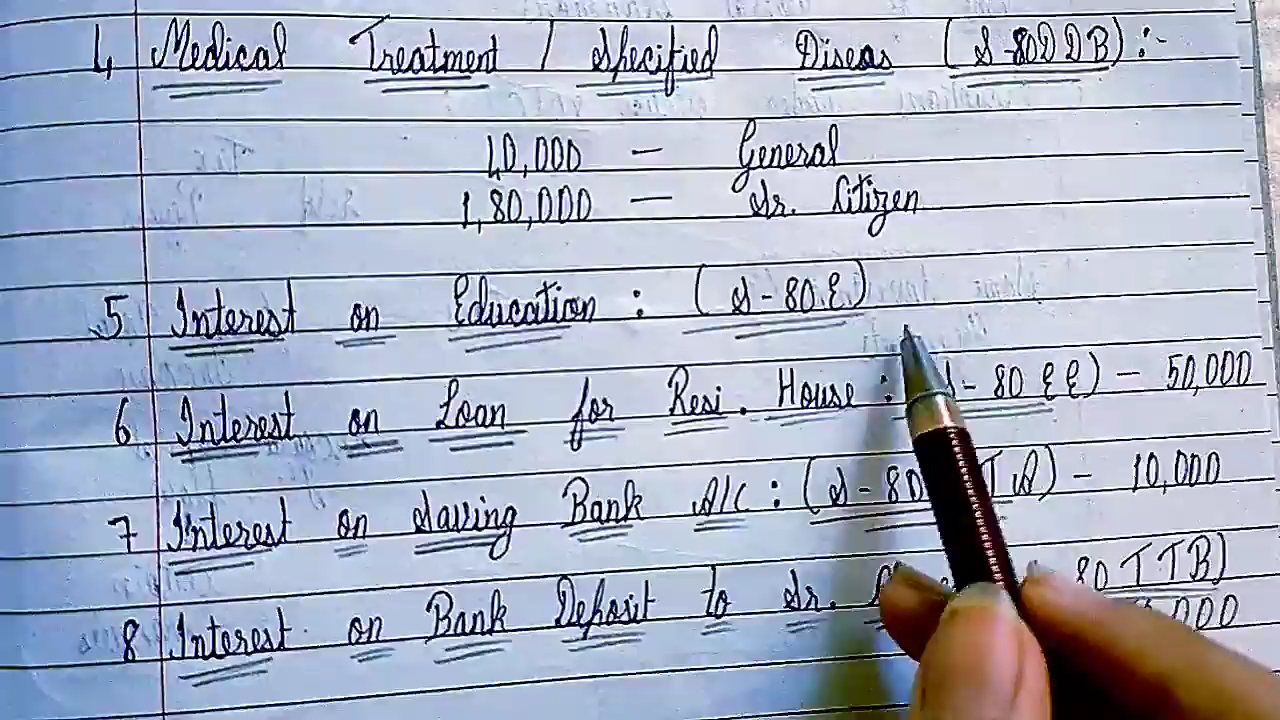 4 Medical Treatment / Specified Diseas (S-80DDB) :-
40,000 — General
1,80,000 — Sr. Citizen
5 Interest on Education : (S-80.E)
6 Interest on Loan for Resi. House : S-80 EE) - 50,000
7 Interest on Saving Bank A/C : (S-80 TA) - 10,000
8 Interest on Bank Deposit to Sr. 80 TTB)